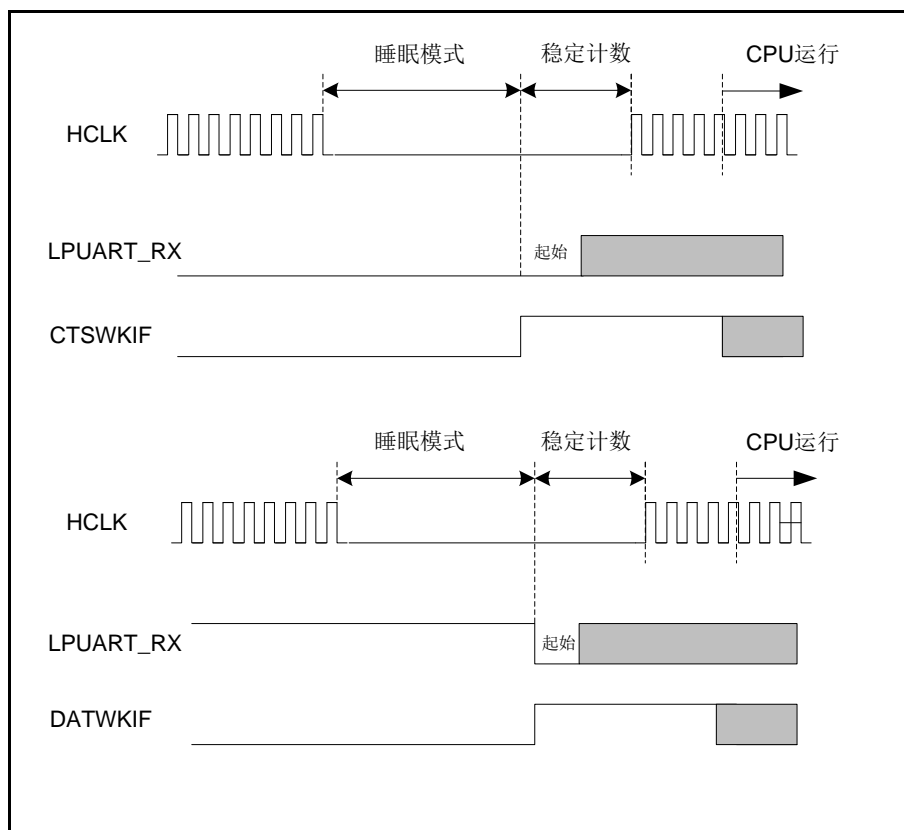 睡眠模式 稳定计数 CPU运行
HCLK
LPUART_RX 起始
CTSWKIF
睡眠模式 稳定计数 CPU运行
HCLK
LPUART_RX 起始
DATWKIF